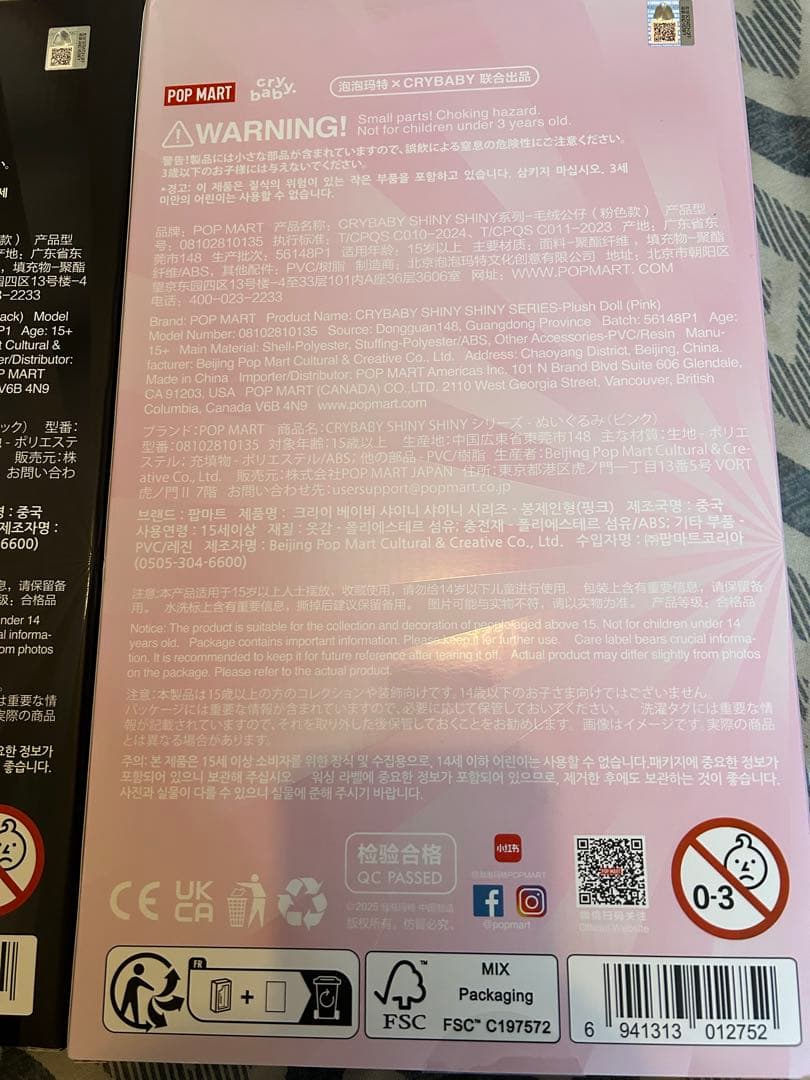 POP MART
cry baby.
泡泡玛特×CRYBABY 联合出品
WARNING!
Small parts! Choking hazard.
Not for children under 3 years old.
警告!製品には小さな部品が含まれていますので、誤飲による窒息の危険性にご注意ください。
3歳以下のお子様には与えないでください。
*경고: 이 제품은 질식의 위험이 있는 작은 부품을 포함하고 있습니다. 삼키지 마십시오. 3세
미만의 어린이는 사용할 수 없습니다.
品牌：POP MART 产品名称：CRYBABY SHINY SHINY系列-毛绒公仔（粉色款） 产品型
号：08102810135 执行标准：T/CPQS C010-2024、T/CPQS C011-2023 产地：广东省东
莞市148 生产批次：56148P1 适用年龄：15岁以上 主要材质：面料-聚酯纤维，填充物-聚酯
纤维/ABS，其他配件：PVC/树脂 制造商：北京泡泡玛特文化创意有限公司 地址：北京市朝阳区
望京东园四区13号楼-4至33层101内A座36层3606室 网址：WWW.POPMART.COM
电话：400-023-2233
Brand: POP MART Product Name: CRYBABY SHINY SHINY SERIES-Plush Doll (Pink)
Model Number: 08102810135 Source: Dongguan148, Guangdong Province Batch: 56148P1 Age:
15+ Main Material: Shell-Polyester, Stuffing-Polyester/ABS, Other Accessories-PVC/Resin Manu-
facturer: Beijing Pop Mart Cultural & Creative Co., Ltd. Address: Chaoyang District, Beijing, China.
Made in China Importer/Distributor: POP MART Americas Inc. 101 N Brand Blvd Suite 606 Glendale,
CA 91203, USA POP MART (CANADA) CO.,LTD. 2110 West Georgia Street, Vancouver, British
Columbia, Canada V6B 4N9 www.popmart.com
ブランド：POP MART 商品名：CRYBABY SHINY SHINY シリーズ - ぬいぐるみ（ピンク）
型番：08102810135 対象年齢：15歳以上 生産地：中国広東省東莞市148 主な材質：生地 - ポリエ
ステル；充填物 - ポリエステル/ABS；他の部品 - PVC/樹脂 生産者：Beijing Pop Mart Cultural & Cre-
ative Co., Ltd. 販売元：株式会社POP MART JAPAN 住所：東京都港区虎ノ門一丁目13番5号 VORT
虎ノ門II 7階 お問い合わせ先：usersupport@popmart.co.jp
브랜드 : 팝마트 제품명 : 크라이 베이비 샤이니 샤이니 시리즈 - 봉제인형(핑크) 제조국명 : 중국
사용연령 : 15세이상 재질 : 옷감 - 폴리에스테르 섬유; 충전재 - 폴리에스테르 섬유/ABS; 기타 부품 -
PVC/레진 제조자명 : Beijing Pop Mart Cultural & Creative Co., Ltd. 수입자명 : ㈜팝마트코리아
(0505-304-6600)
注意：本产品适用于15岁以上人士摆放，收藏使用，请勿给14岁以下儿童进行使用。 包装上含有重要信息，请保留备
用。 水洗标上含有重要信息，撕掉后建议保留备用。 图片可能与实物不符，请以实物为准。 产品等级：合格品
Notice: The product is suitable for the collection and decoration of people aged above 15. Not for children under 14
years old. Package contains important information. Please keep it for further use. Care label bears crucial informa-
tion. It is recommended to keep it for future reference after tearing it off. Actual product may differ slightly from photos
on the package. Please refer to the actual product.
注意：本製品は15歳以上の方のコレクションや装飾向けです。14歳以下のお子さま向けではございません。
パッケージには重要な情報が含まれていますので、必要に応じて保管しておいてください。 洗濯タグには重要な情
報が記載されていますので、それを取り外した後保管しておくことをお勧めします。画像はイメージです。実際の商品
とは異なる場合があります。
주의: 본 제품은 15세 이상 소비자를 위한 장식 및 수집용으로, 14세 이하 어린이는 사용할 수 없습니다.패키지에 중요한 정보가
포함되어 있으니 보관해 주십시오. 워싱 라벨에 중요한 정보가 포함되어 있으므로, 제거한 후에도 보관하는 것이 좋습니다.
사진과 실물이 다를 수 있으니 실물에 준해 주시기 바랍니다.
检验合格
QC PASSED
小红书
@泡泡玛特POPMART
@popmart
©2025 泡泡玛特 中国制造
版权所有，仿冒必究。
POP MART
微信扫码关注
Official Website
0-3
CE
UK
CA
FR
FSC
MIX
Packaging
FSC™ C197572
6 941313 012752